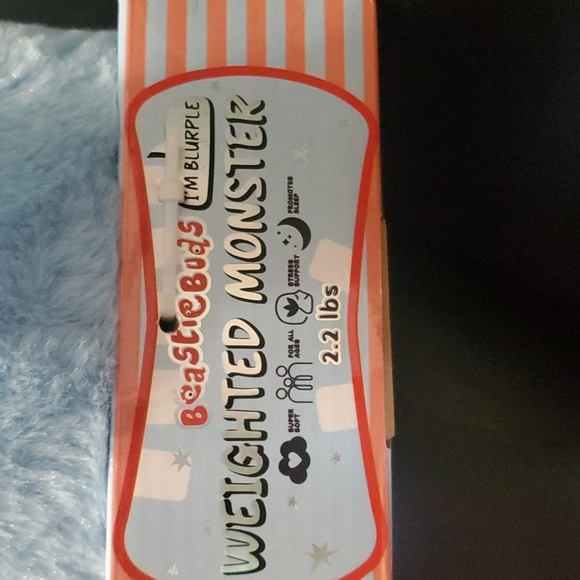 BeastieBuds
I'M BLURPLE
WEIGHTED MONSTER
SUPER
SOFT
FOR ALL
AGES
STRESS
SUPPORT
PROMOTES
SLEEP
2.2 lbs